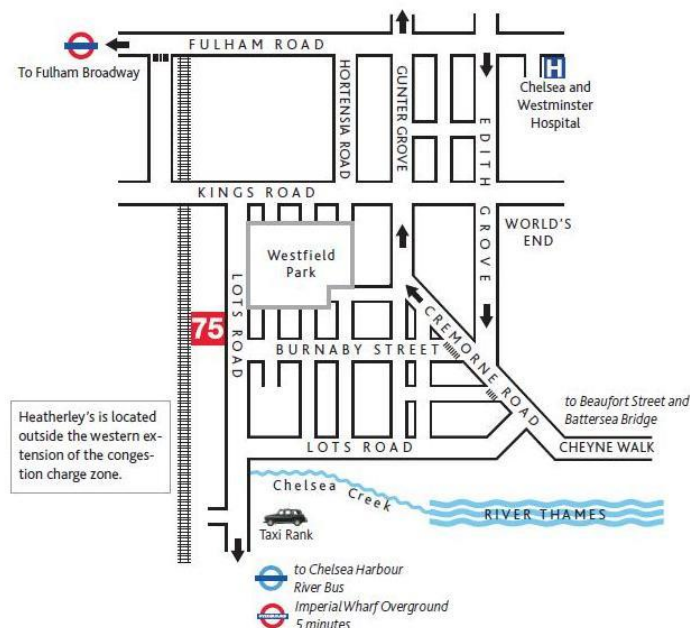 FULHAM ROAD
To Fulham Broadway
HORTENSIA ROAD
GUNTER GROVE
EDITH GROVE
H
Chelsea and
Westminster
Hospital
KINGS ROAD
WORLD'S
END
Westfield
Park
LOTS ROAD
75
BURNABY STREET
CREMORNE ROAD
to Beaufort Street and
Battersea Bridge
Heatherley's is located
outside the western ex-
tension of the conges-
tion charge zone.
LOTS ROAD
CHEYNE WALK
Chelsea Creek
RIVER THAMES
Taxi Rank
to Chelsea Harbour
River Bus
Imperial Wharf Overground
5 minutes